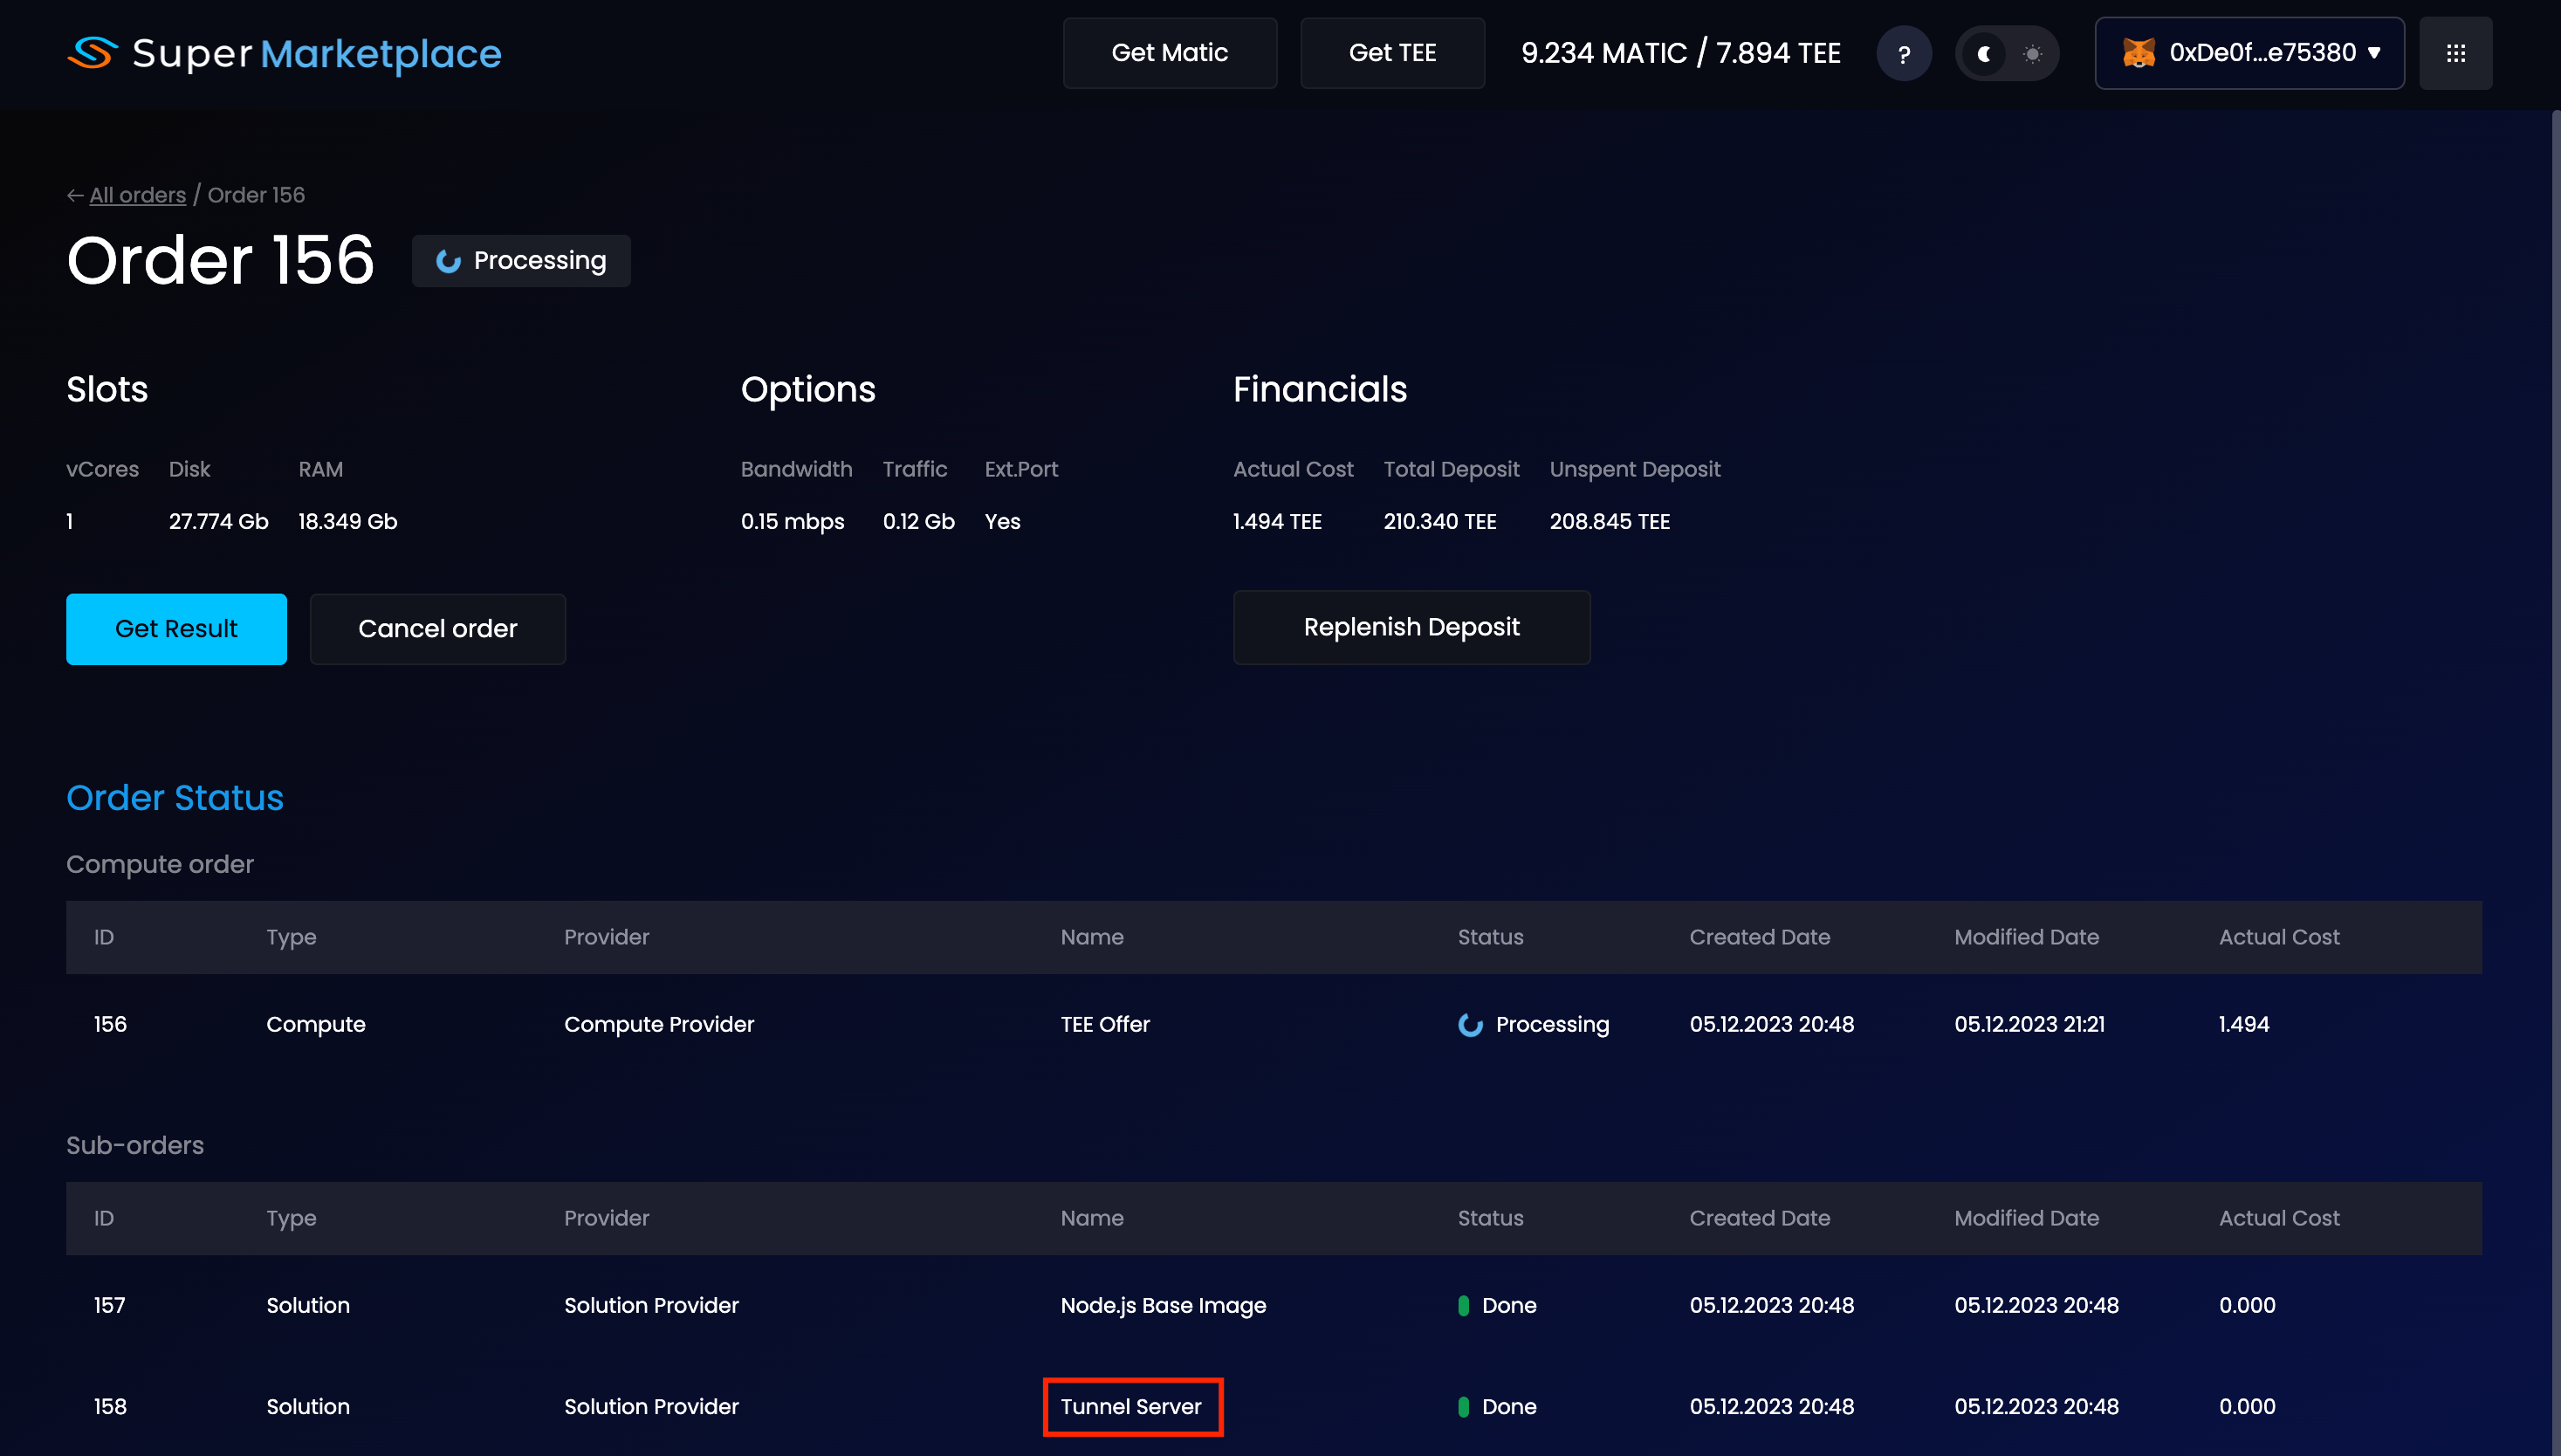 Super Marketplace
Get Matic
Get TEE
9.234 MATIC / 7.894 TEE
?
0xDe0f...e75380
← All orders / Order 156
Order 156
Processing
Slots
Options
Financials
vCores Disk RAM
Bandwidth Traffic Ext.Port
Actual Cost Total Deposit Unspent Deposit
1 27.774 Gb 18.349 Gb
0.15 mbps 0.12 Gb Yes
1.494 TEE 210.340 TEE 208.845 TEE
Get Result
Cancel order
Replenish Deposit
Order Status
Compute order
ID Type Provider Name Status Created Date Modified Date Actual Cost
156 Compute Compute Provider TEE Offer Processing 05.12.2023 20:48 05.12.2023 21:21 1.494
Sub-orders
ID Type Provider Name Status Created Date Modified Date Actual Cost
157 Solution Solution Provider Node.js Base Image Done 05.12.2023 20:48 05.12.2023 20:48 0.000
158 Solution Solution Provider Tunnel Server Done 05.12.2023 20:48 05.12.2023 20:48 0.000